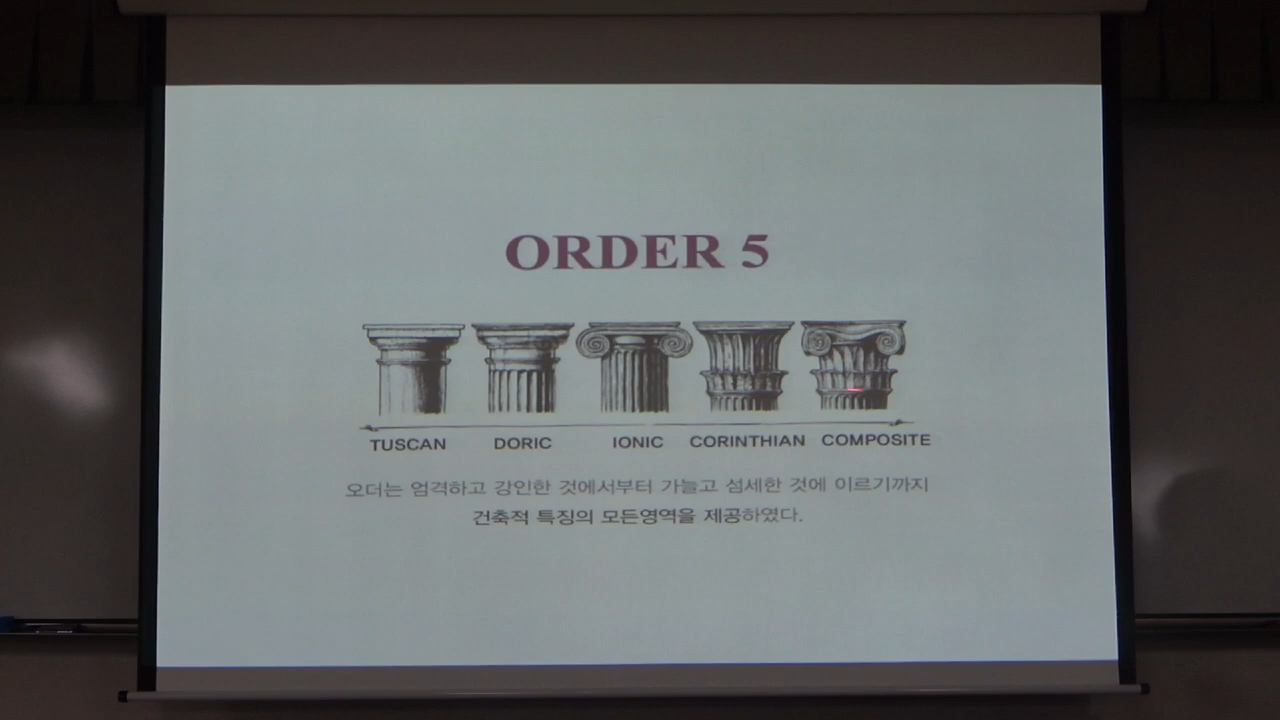 ORDER 5
TUSCAN DORIC IONIC CORINTHIAN COMPOSITE
오더는 엄격하고 강인한 것에서부터 가늘고 섬세한 것에 이르기까지
건축적 특징의 모든영역을 제공하였다.